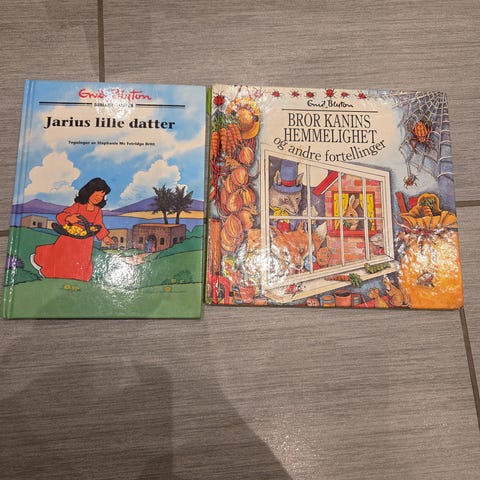 Enid Blyton
Jarius lille datter
Tegninger av Stephanie Mc Fetridge Britt
Enid Blyton
BROR KANINS
HEMMELIGHET
og andre fortellinger